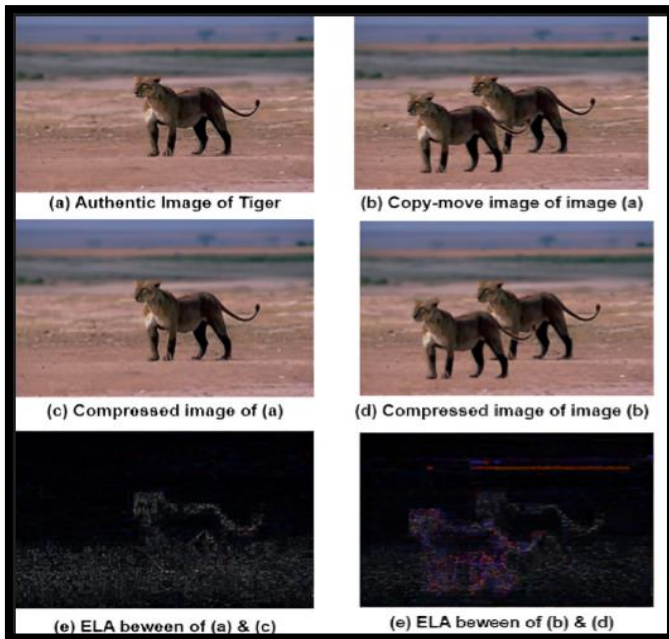 (a) Authentic Image of Tiger
(b) Copy-move image of image (a)
(c) Compressed image of (a)
(d) Compressed image of image (b)
(e) ELA beween of (a) & (c)
(e) ELA beween of (b) & (d)